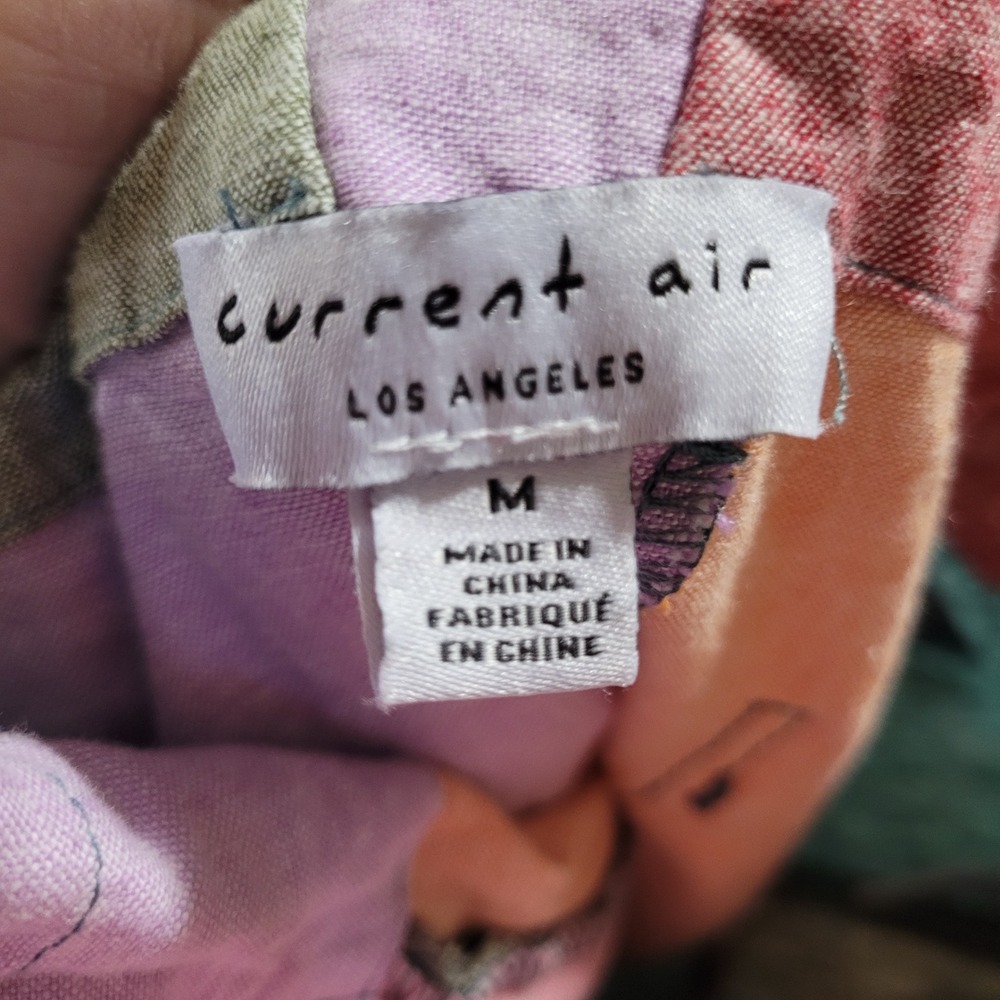 current air
LOS ANGELES
M
MADE IN
CHINA
FABRIQUÉ
EN CHINE